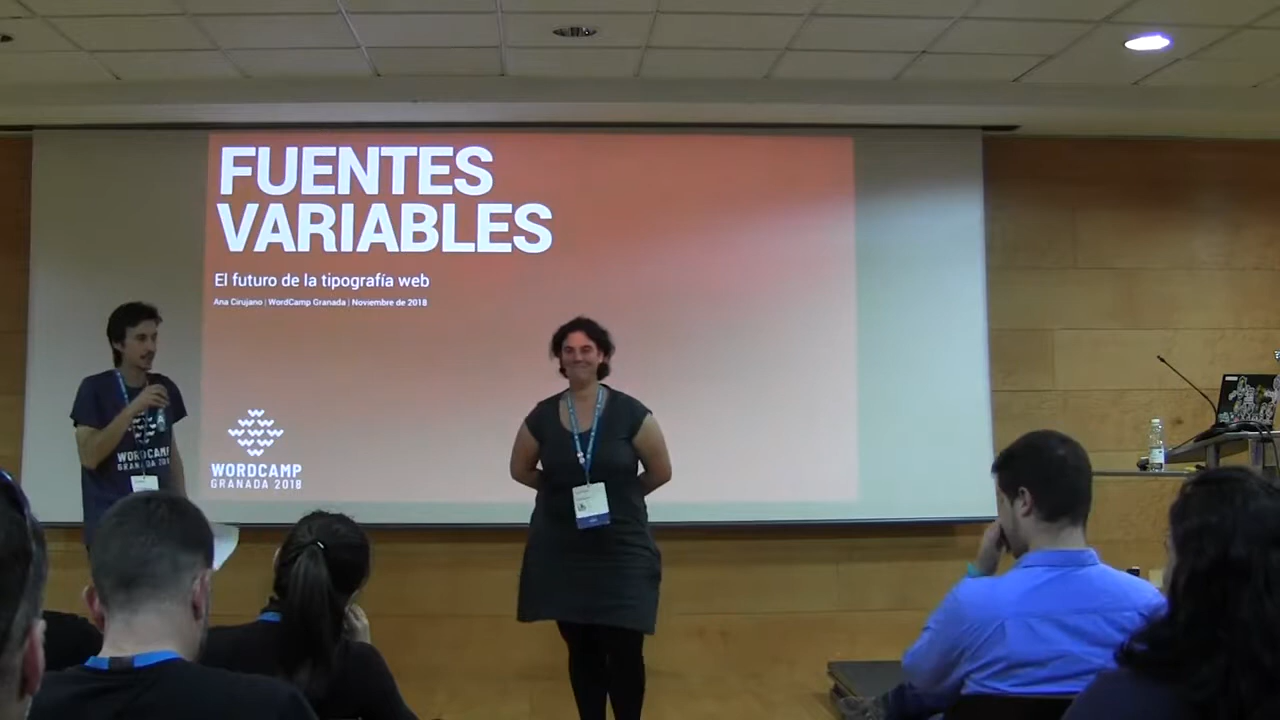 FUENTES
VARIABLES
El futuro de la tipografía web
Ana Cirujano | WordCamp Granada | Noviembre de 2018
WORDCAMP
GRANADA 2018
WORDCAMP
GRANADA 201